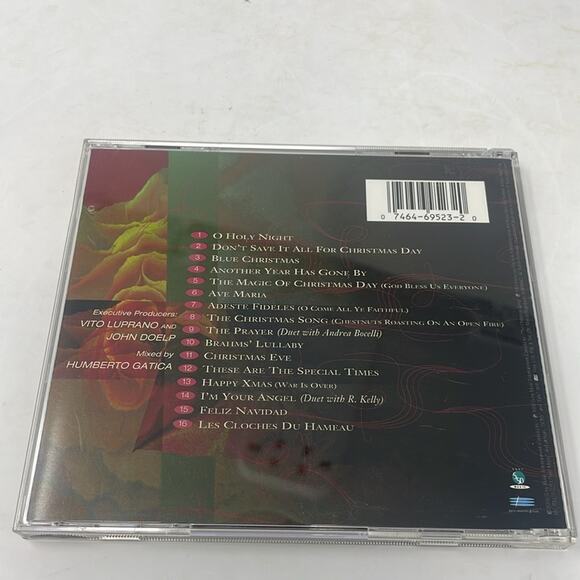 0 7464-69523-2 0
1 O Holy Night
2 Don't Save It All For Christmas Day
3 Blue Christmas
4 Another Year Has Gone By
5 The Magic Of Christmas Day (God Bless Us Everyone)
6 Ave Maria
7 Adeste Fideles (O Come All Ye Faithful)
8 The Christmas Song (Chestnuts Roasting On An Open Fire)
9 The Prayer (Duet with Andrea Bocelli)
10 Brahms' Lullaby
11 Christmas Eve
12 These Are The Special Times
13 Happy Xmas (War Is Over)
14 I'm Your Angel (Duet with R. Kelly)
15 Feliz Navidad
16 Les Cloches Du Hameau
Executive Producers:
VITO LUPRANO AND
JOHN DOELP
Mixed by
HUMBERTO GATICA